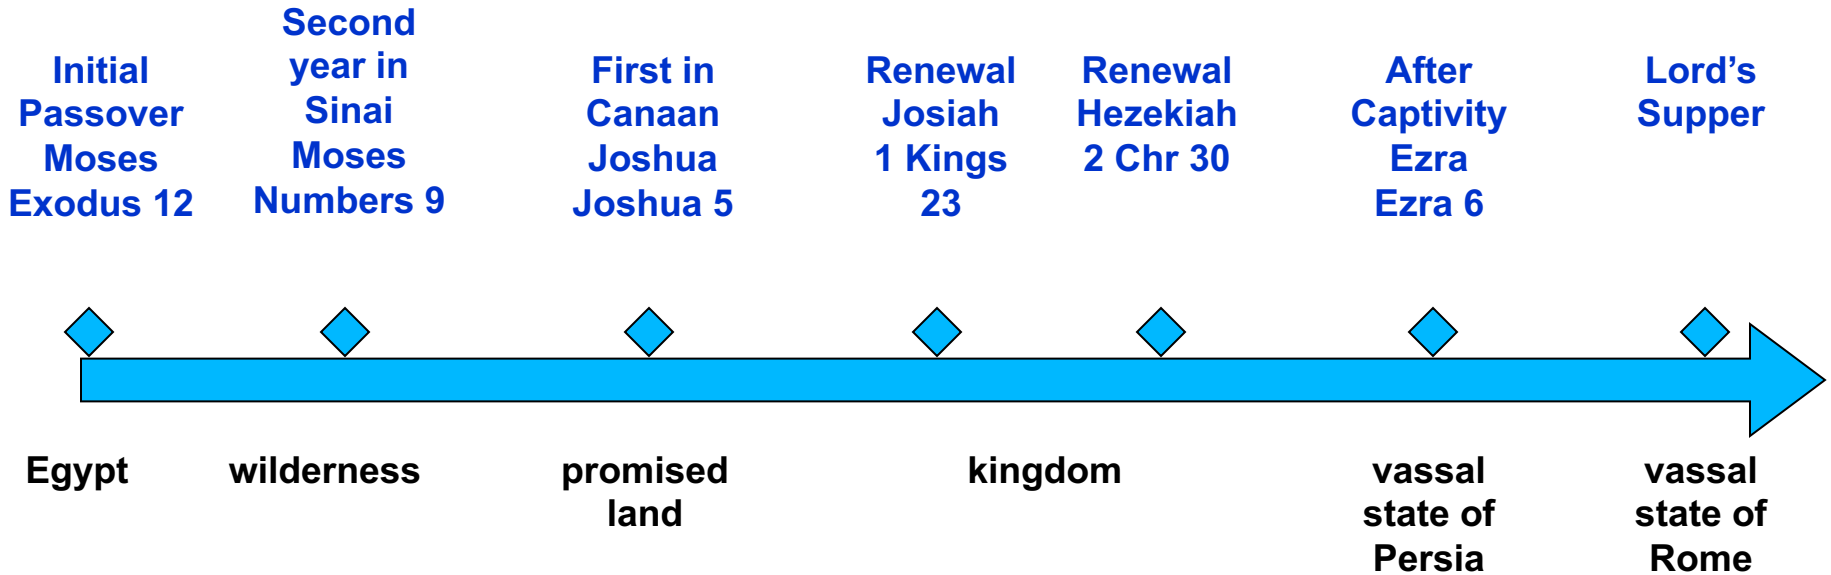 Initial
Passover
Moses
Exodus 12
Second
year in
Sinai
Moses
Numbers 9
First in
Canaan
Joshua
Joshua 5
Renewal
Josiah
1 Kings
23
Renewal
Hezekiah
2 Chr 30
After
Captivity
Ezra
Ezra 6
Lord’s
Supper
Egypt
wilderness
promised
land
kingdom
vassal
state of
Persia
vassal
state of
Rome